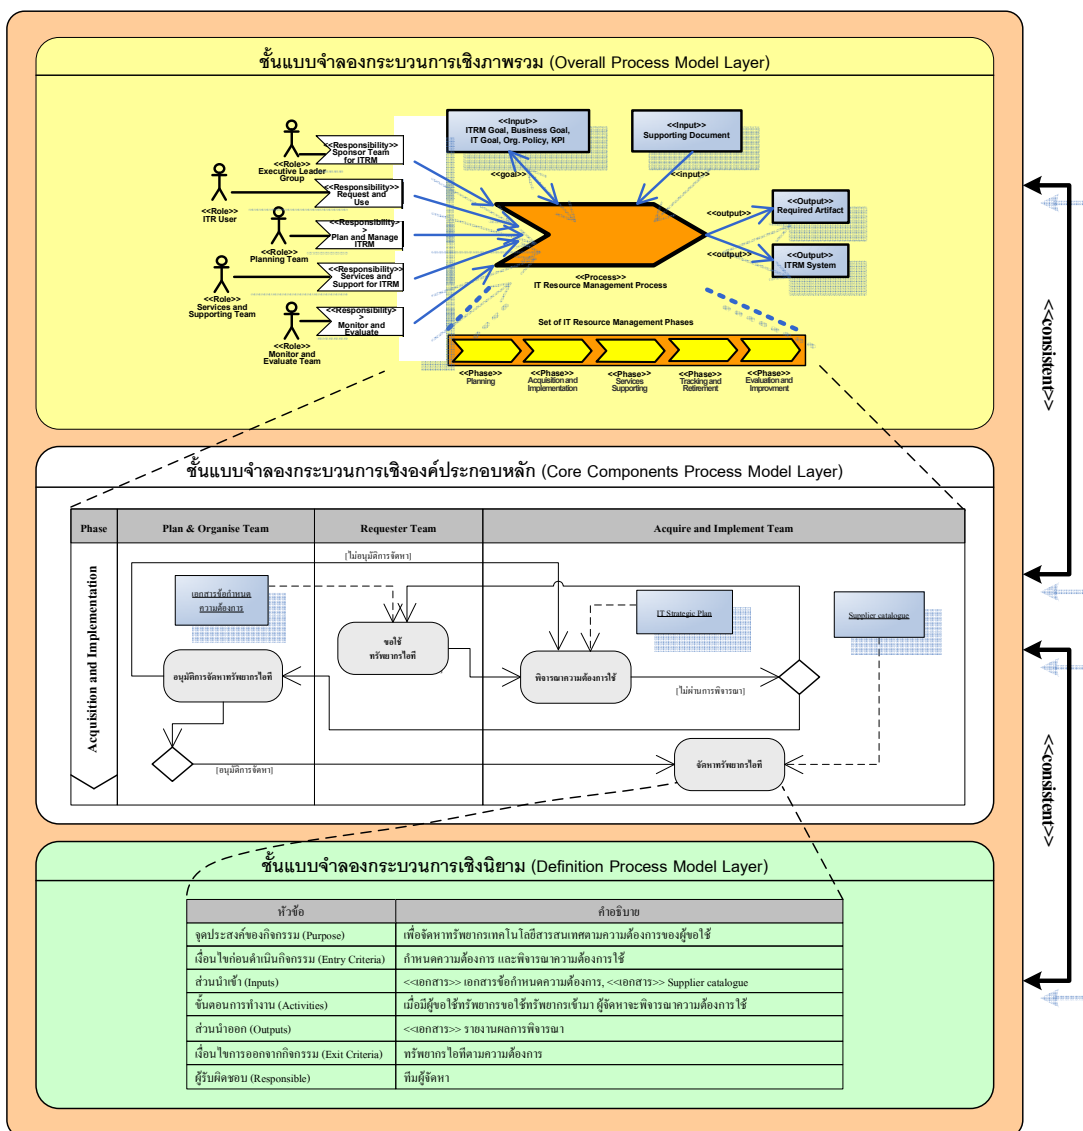 ชั้นแบบจำลองกระบวนการเชิงภาพรวม (Overall Process Model Layer)
<<Input>>
ITRM Goal, Business Goal,
IT Goal, Org. Policy, KPI
<<Input>>
Supporting Document
<<Responsibility>>
Sponsor Team
for ITRM
<<Role>>
Executive Leader
Group
<<goal>>
<<input>>
<<Responsibility>>
Request and
Use
<<Role>>
ITR User
<<output>>
<<Output>>
Required Artifact
<<Responsibility>
>
Plan and Manage
ITRM
<<Role>>
Planning Team
<<output>>
<<Output>>
ITRM System
<<Responsibility>>
Services and
Support for ITRM
<<Role>>
Services and
Supporting Team
<<Process>>
IT Resource Management Process
<<Responsibility>
>
Monitor and
Evaluate
<<Role>>
Monitor and
Evaluate Team
Set of IT Resource Management Phases
<<Phase>>
Planning
<<Phase>>
Acquisition and
Implementation
<<Phase>>
Services
Supporting
<<Phase>>
Tracking and
Retirement
<<Phase>>
Evaluation and
Improvment
<<consistent>>
ชั้นแบบจำลองกระบวนการเชิงองค์ประกอบหลัก (Core Components Process Model Layer)
Phase
Plan & Organise Team
Requester Team
Acquire and Implement Team
Acquisition and Implementation
[ไม่อนุมัติการจัดหา]
เอกสารข้อกำหนด
ความต้องการ
IT Strategic Plan
Supplier catalogue
ขอใช้
ทรัพยากรไอที
อนุมัติการจัดหาทรัพยากรไอที
พิจารณาความต้องการใช้
[ไม่ผ่านการพิจารณา]
[อนุมัติการจัดหา]
จัดหาทรัพยากรไอที
<<consistent>>
ชั้นแบบจำลองกระบวนการเชิงนิยาม (Definition Process Model Layer)
หัวข้อ คำอธิบาย
จุดประสงค์ของกิจกรรม (Purpose) เพื่อจัดหาทรัพยากรเทคโนโลยีสารสนเทศตามความต้องการของผู้ขอใช้
เงื่อนไขก่อนดำเนินกิจกรรม (Entry Criteria) กำหนดความต้องการ และพิจารณาความต้องการใช้
ส่วนนำเข้า (Inputs) <<เอกสาร>> เอกสารข้อกำหนดความต้องการ, <<เอกสาร>> Supplier catalogue
ขั้นตอนการทำงาน (Activities) เมื่อมีผู้ขอใช้ทรัพยากรขอใช้ทรัพยากรเข้ามา ผู้จัดหาจะพิจารณาความต้องการใช้
ส่วนนำออก (Outputs) <<เอกสาร>> รายงานผลการพิจารณา
เงื่อนไขการออกจากกิจกรรม (Exit Criteria) ทรัพยากรไอทีตามความต้องการ
ผู้รับผิดชอบ (Responsible) ทีมผู้จัดหา